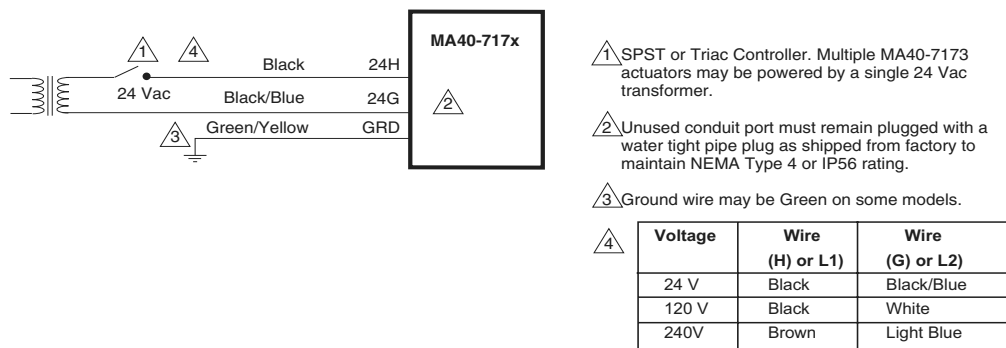 MA40-717x
1
4
Black 24H
24 Vac
Black/Blue 24G
2
Green/Yellow GRD
3
1 SPST or Triac Controller. Multiple MA40-7173
actuators may be powered by a single 24 Vac
transformer.
2 Unused conduit port must remain plugged with a
water tight pipe plug as shipped from factory to
maintain NEMA Type 4 or IP56 rating.
3 Ground wire may be Green on some models.
4
Voltage Wire Wire
(H) or L1) (G) or L2)
24 V Black Black/Blue
120 V Black White
240V Brown Light Blue